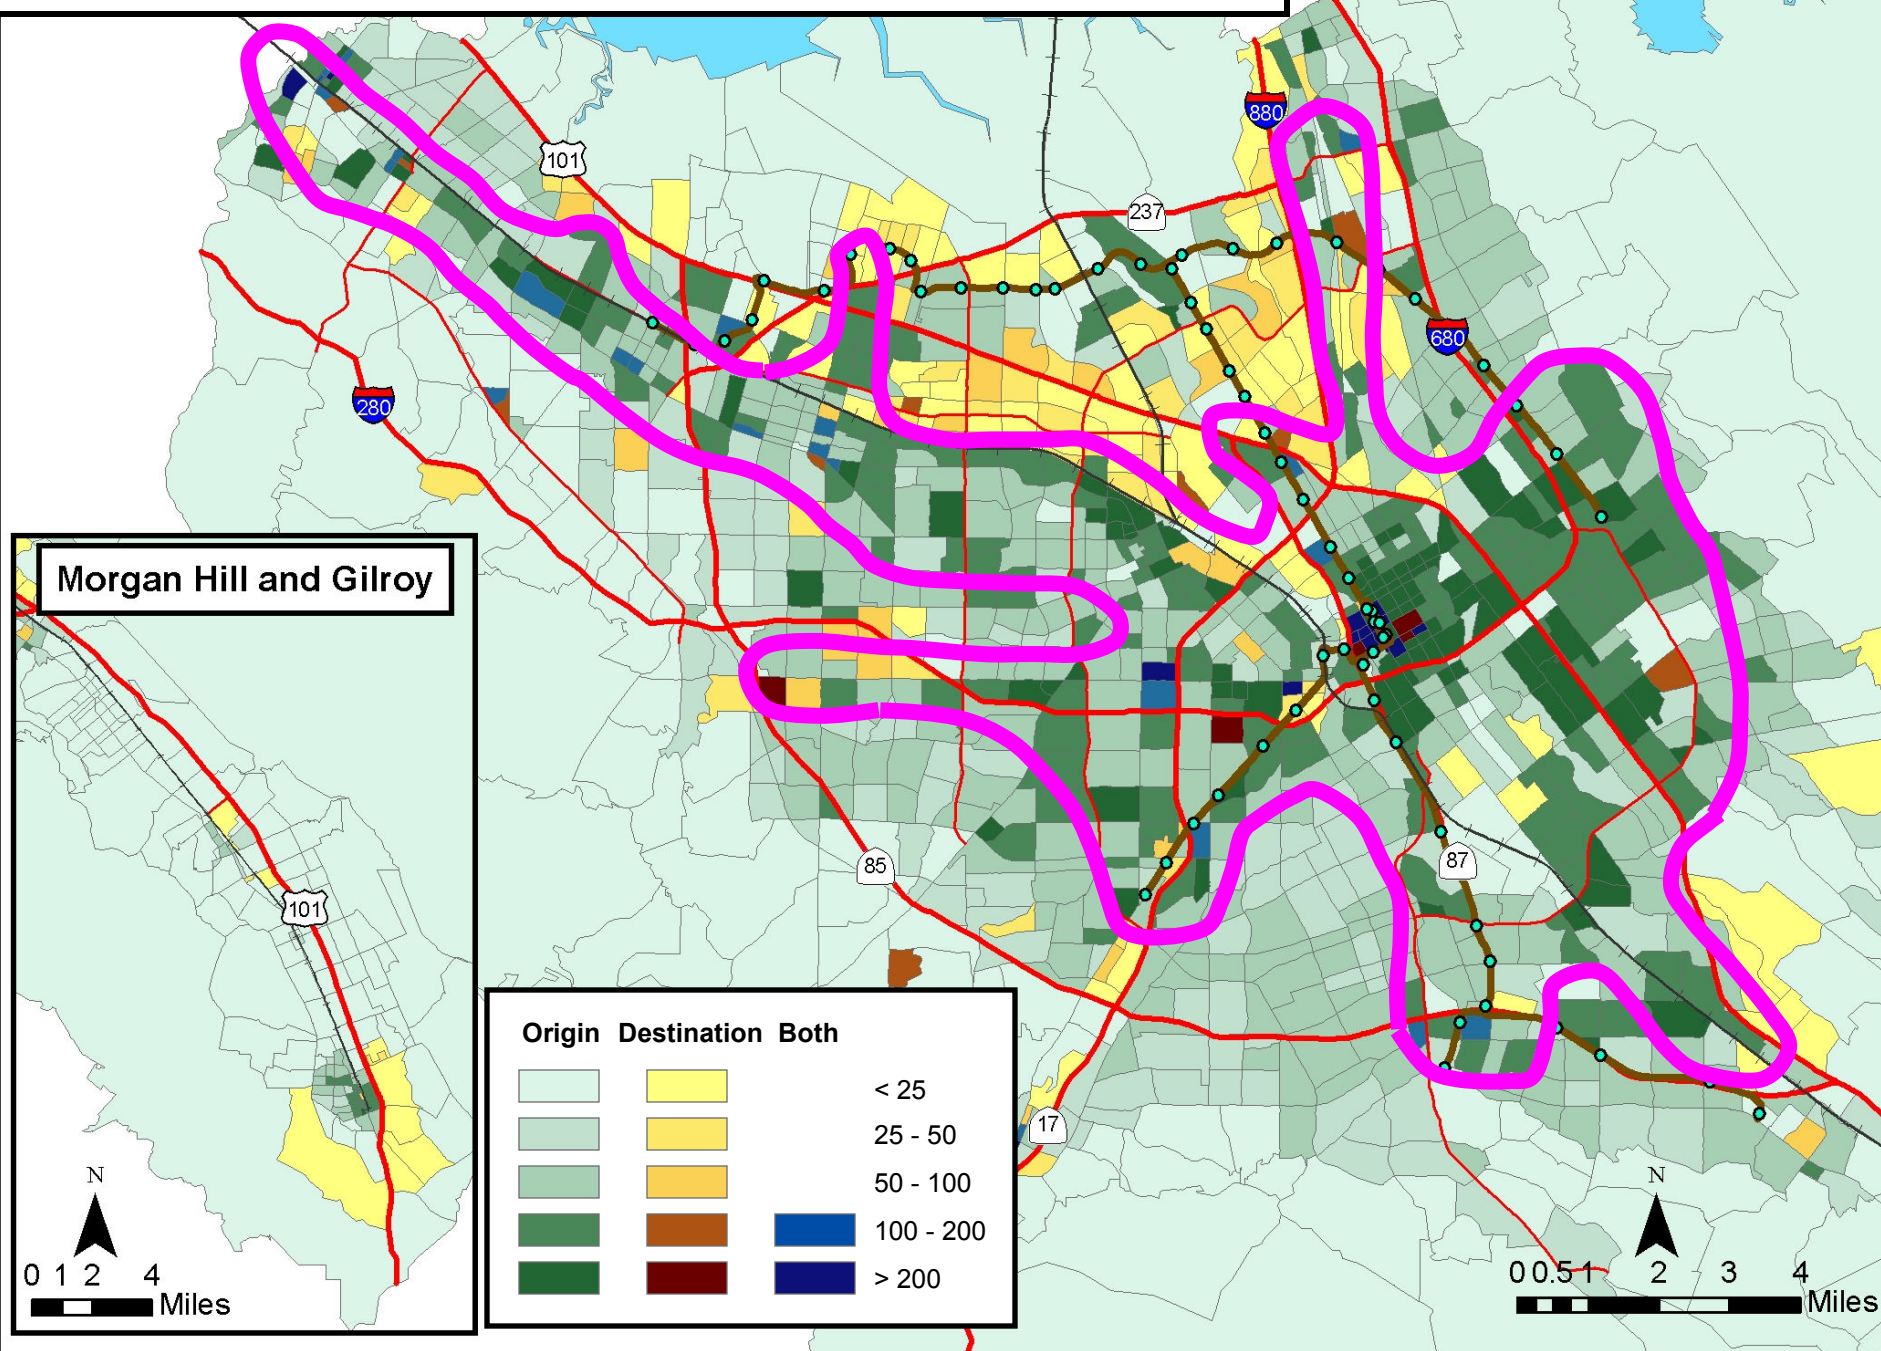 880
101
237
680
280
Morgan Hill and Gilroy
85
87
101
17
Origin Destination Both
< 25
25 - 50
50 - 100
100 - 200
> 200
N
0 1 2 4
Miles
N
0 0.5 1 2 3 4
Miles